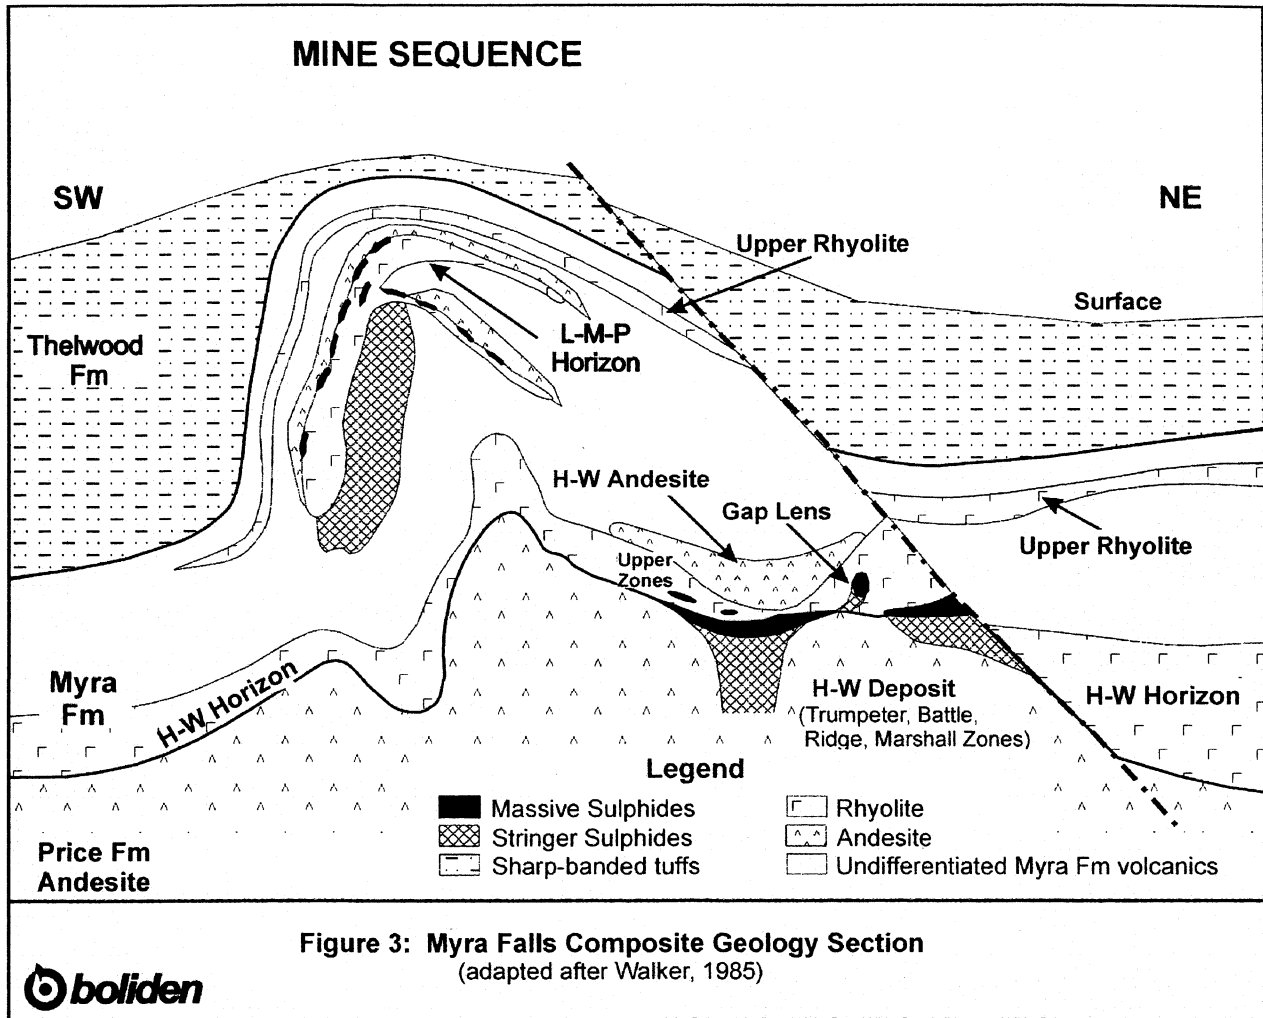 MINE SEQUENCE
SW
NE
Upper Rhyolite
Surface
L-M-P
Horizon
Thelwood
Fm
H-W Andesite
Gap Lens
Upper Rhyolite
Upper
Zones
Myra
Fm
H-W Horizon
H-W Deposit
(Trumpeter, Battle,
Ridge, Marshall Zones)
H-W Horizon
Legend
Massive Sulphides
Rhyolite
Stringer Sulphides
Andesite
Sharp-banded tuffs
Undifferentiated Myra Fm volcanics
Price Fm
Andesite
Figure 3: Myra Falls Composite Geology Section
(adapted after Walker, 1985)
boliden